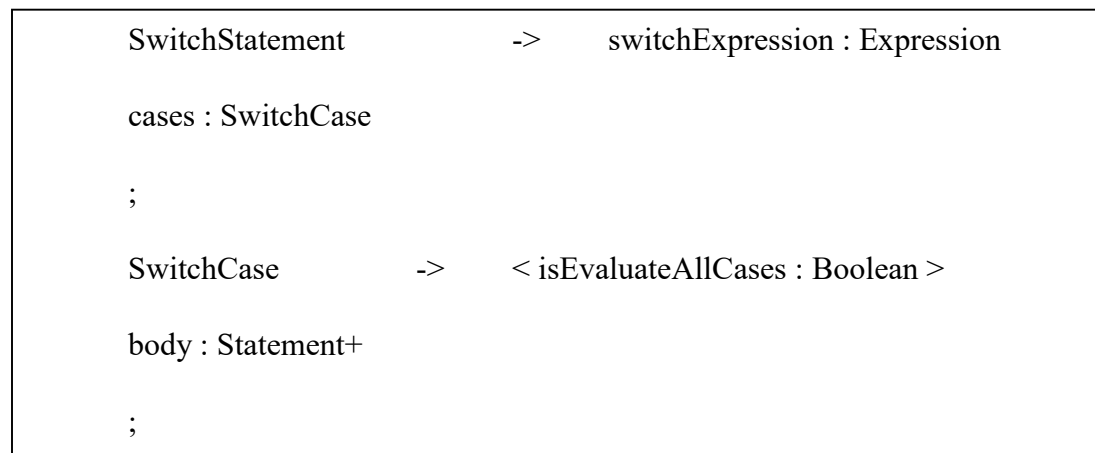 SwitchStatement -> switchExpression : Expression
cases : SwitchCase
;
SwitchCase -> < isEvaluateAllCases : Boolean >
body : Statement+
;